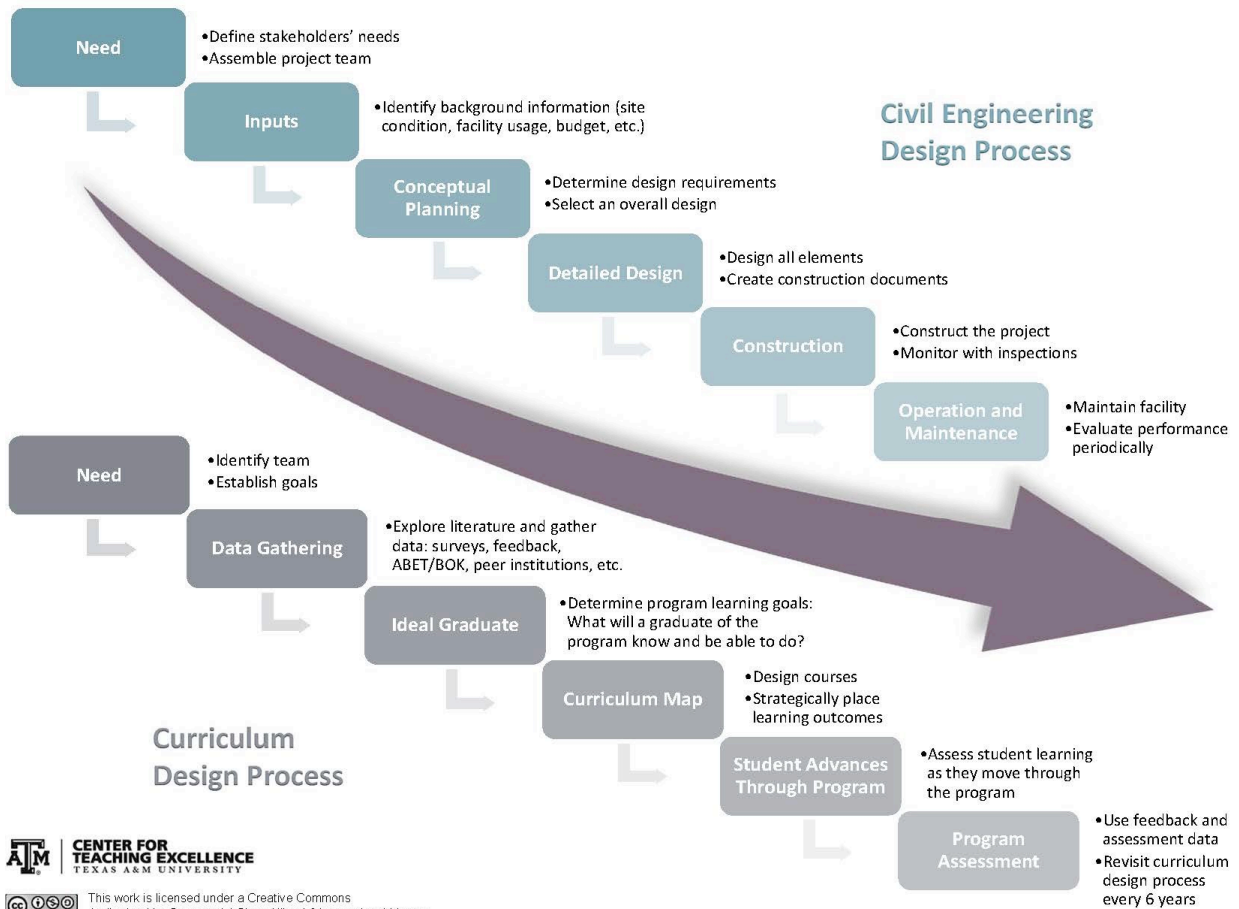 Need
•Define stakeholders' needs
•Assemble project team
Inputs
•Identify background information (site
condition, facility usage, budget, etc.)
Civil Engineering
Design Process
Conceptual
Planning
•Determine design requirements
•Select an overall design
Detailed Design
•Design all elements
•Create construction documents
Construction
•Construct the project
•Monitor with inspections
Operation and
Maintenance
•Maintain facility
•Evaluate performance
periodically
Need
•Identify team
•Establish goals
Data Gathering
•Explore literature and gather
data: surveys, feedback,
ABET/BOK, peer institutions, etc.
Ideal Graduate
•Determine program learning goals:
What will a graduate of the
program know and be able to do?
Curriculum Map
•Design courses
•Strategically place
learning outcomes
Curriculum
Design Process
Student Advances
Through Program
•Assess student learning
as they move through
the program
Program
Assessment
•Use feedback and
assessment data
•Revisit curriculum
design process
every 6 years
ATM
CENTER FOR
TEACHING EXCELLENCE
TEXAS A&M UNIVERSITY
cc
This work is licensed under a Creative Commons